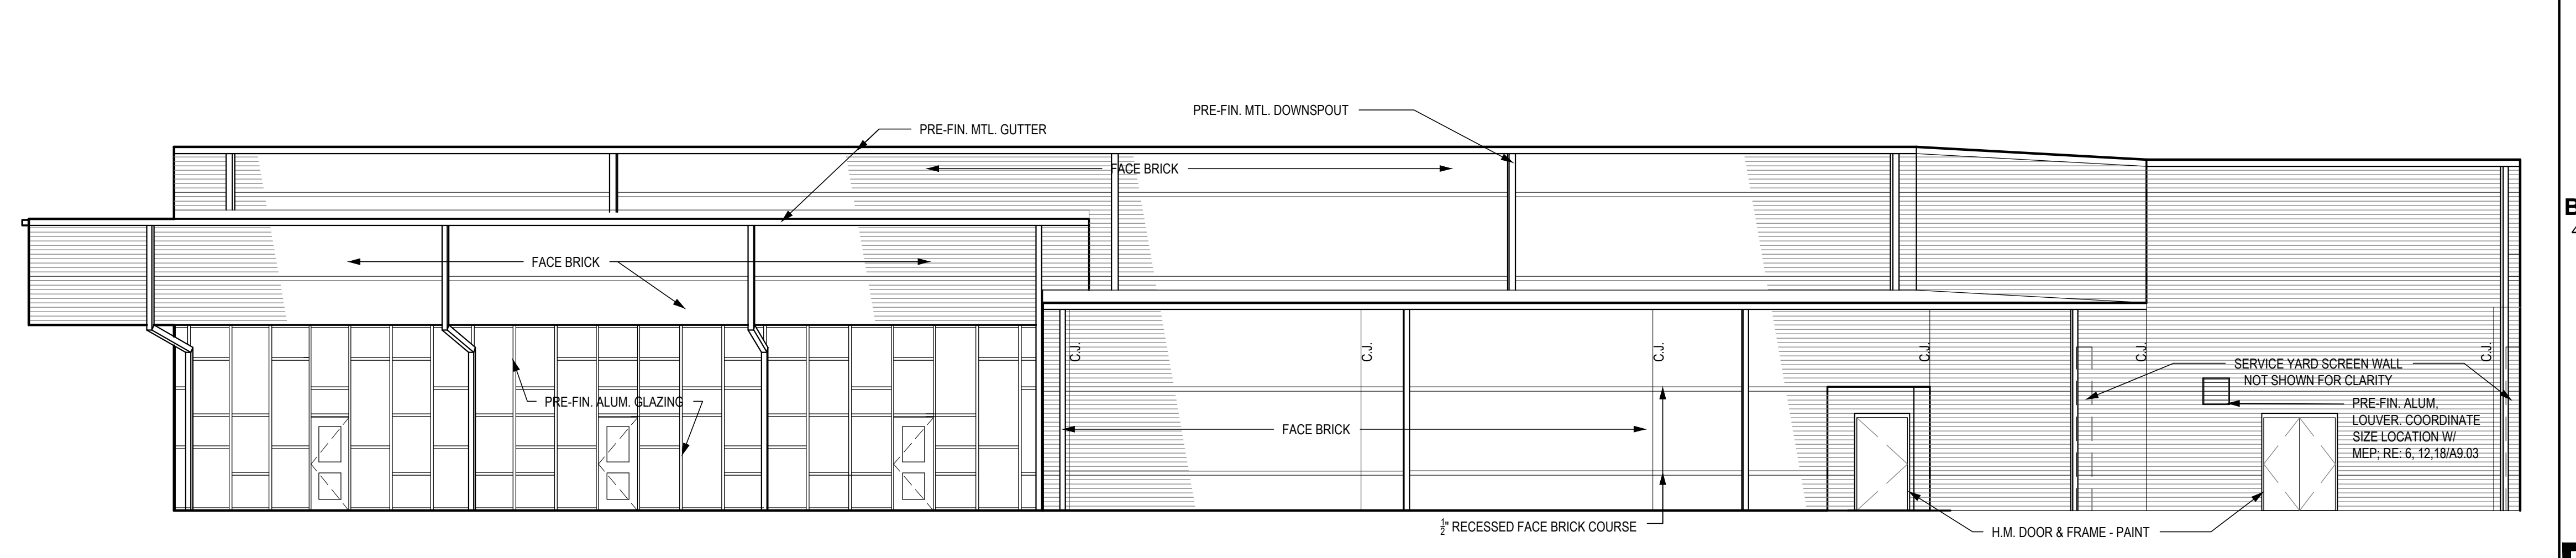 PRE-FIN. MTL. DOWNSPOUT
PRE-FIN. MTL. GUTTER
FACE BRICK
B
4
FACE BRICK
C.J.
C.J.
C.J.
C.J.
C.J.
C.J.
SERVICE YARD SCREEN WALL
NOT SHOWN FOR CLARITY
PRE-FIN. ALUM. GLAZING
PRE-FIN. ALUM,
LOUVER. COORDINATE
SIZE LOCATION W/
MEP; RE: 6, 12,18/A9.03
FACE BRICK
½" RECESSED FACE BRICK COURSE
H.M. DOOR & FRAME - PAINT